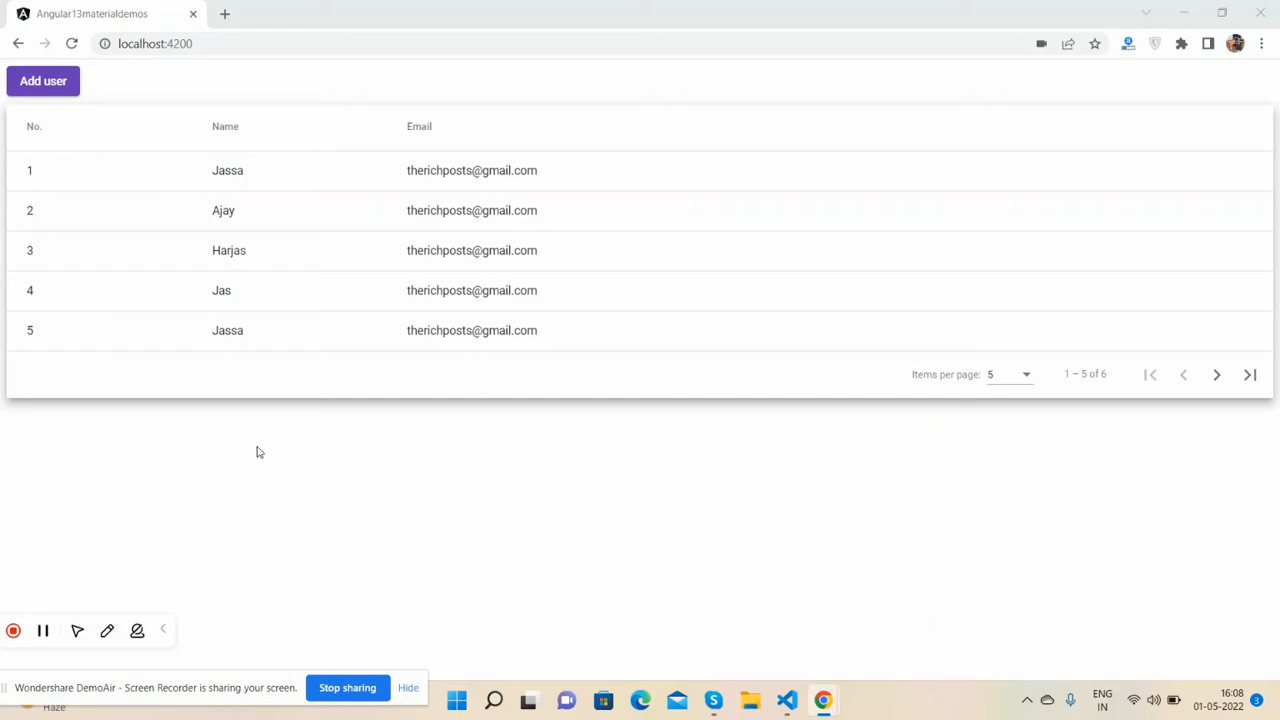 Angular13materialdemos
localhost:4200
Add user
No. Name Email
1 Jassa therichposts@gmail.com
2 Ajay therichposts@gmail.com
3 Harjas therichposts@gmail.com
4 Jas therichposts@gmail.com
5 Jassa therichposts@gmail.com
Items per page: 5 1 – 5 of 6
Wondershare DemoAir - Screen Recorder is sharing your screen. Stop sharing Hide
Haze
ENG 16:08
IN 01-05-2022 3